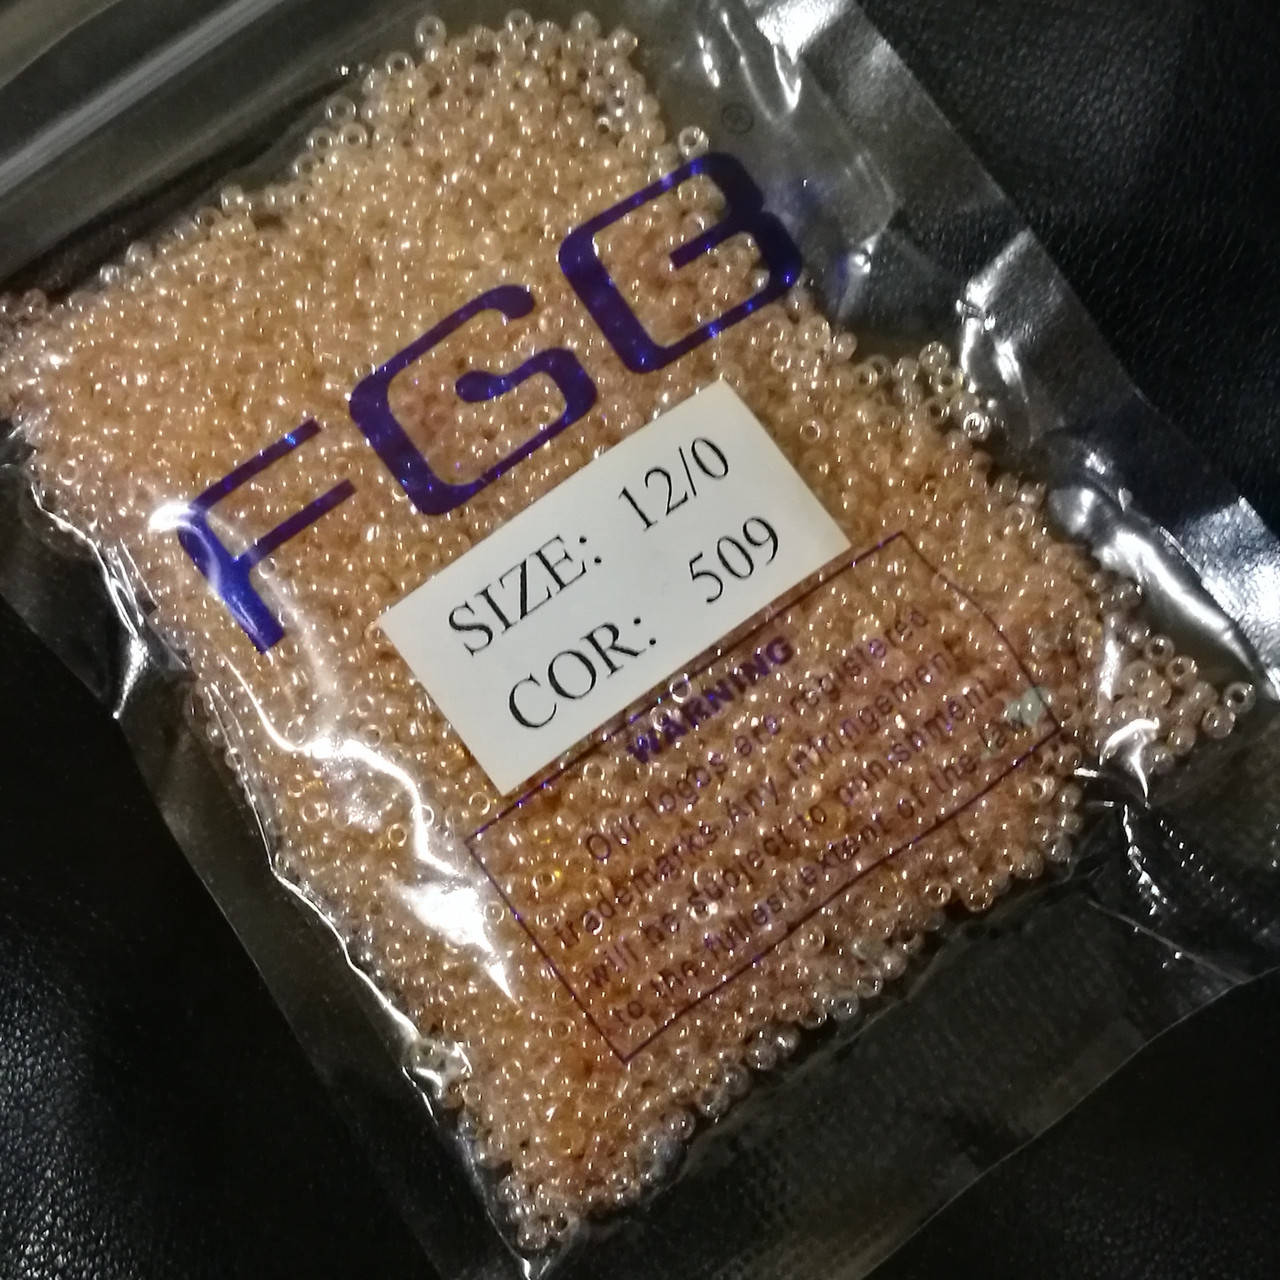 FGB
®
SIZE: 12/0
COR: 509
WARNING
Our logos are registered
trademarks.Any infringement
will be subject to punishment
to the fullest extent of the law.